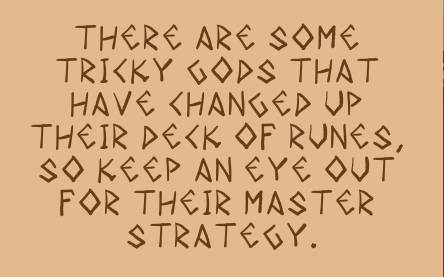 THERE ARE SOME
TRICKY GODS THAT
HAVE CHANGED UP
THEIR DECK OF RUNES,
SO KEEP AN EYE OUT
FOR THEIR MASTER
STRATEGY.